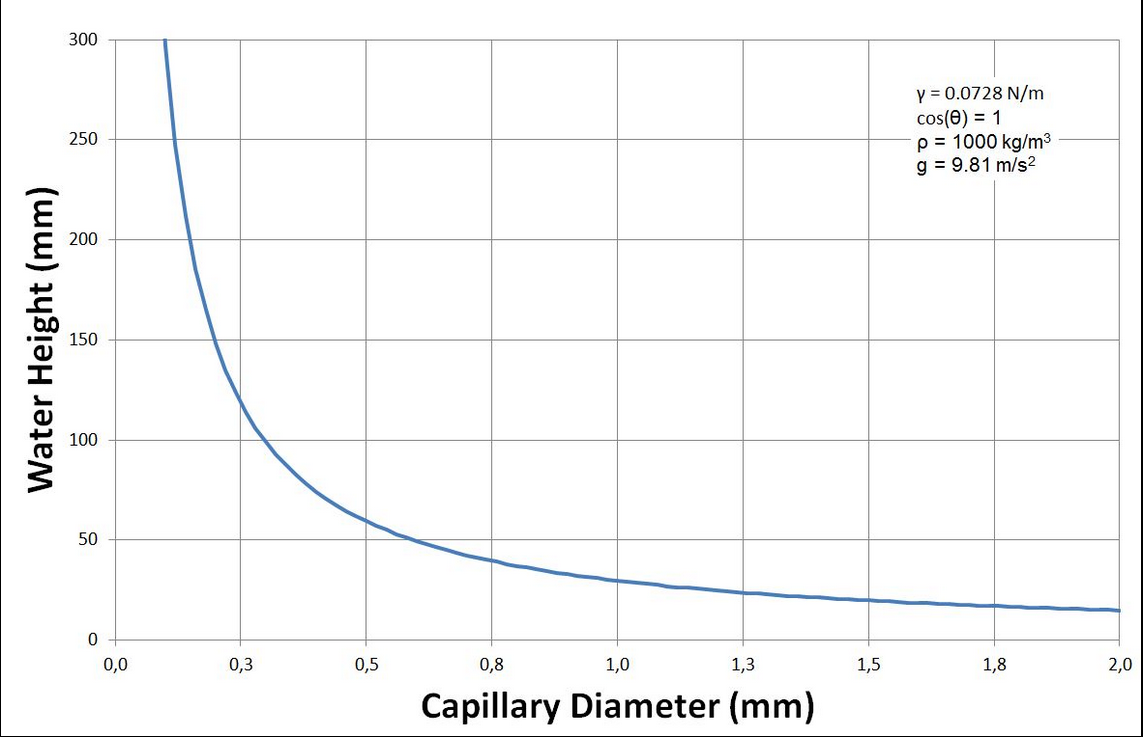 300
250
200
150
100
50
0
Water Height (mm)
γ = 0.0728 N/m
cos(θ) = 1
ρ = 1000 kg/m³
g = 9.81 m/s²
0,0 0,3 0,5 0,8 1,0 1,3 1,5 1,8 2,0
Capillary Diameter (mm)